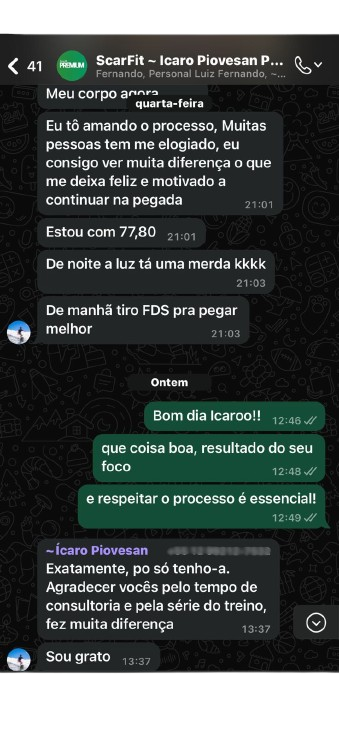 41
PREMIUM
ScarFit ~ Icaro Piovesan P...
Fernando, Personal Luiz Fernando, ~...
Meu corpo agora
quarta-feira
Eu tô amando o processo, Muitas
pessoas tem me elogiado, eu
consigo ver muita diferença o que
me deixa feliz e motivado a
continuar na pegada
21:01
Estou com 77,80 21:01
De noite a luz tá uma merda kkkk
21:03
De manhã tiro FDS pra pegar
melhor
21:03
Ontem
Bom dia Icaroo!! 12:46
que coisa boa, resultado do seu
foco
12:48
e respeitar o processo é essencial!
12:49
~Ícaro Piovesan
Exatamente, po só tenho-a.
Agradecer vocês pelo tempo de
consultoria e pela série do treino,
fez muita diferença
13:37
Sou grato 13:37